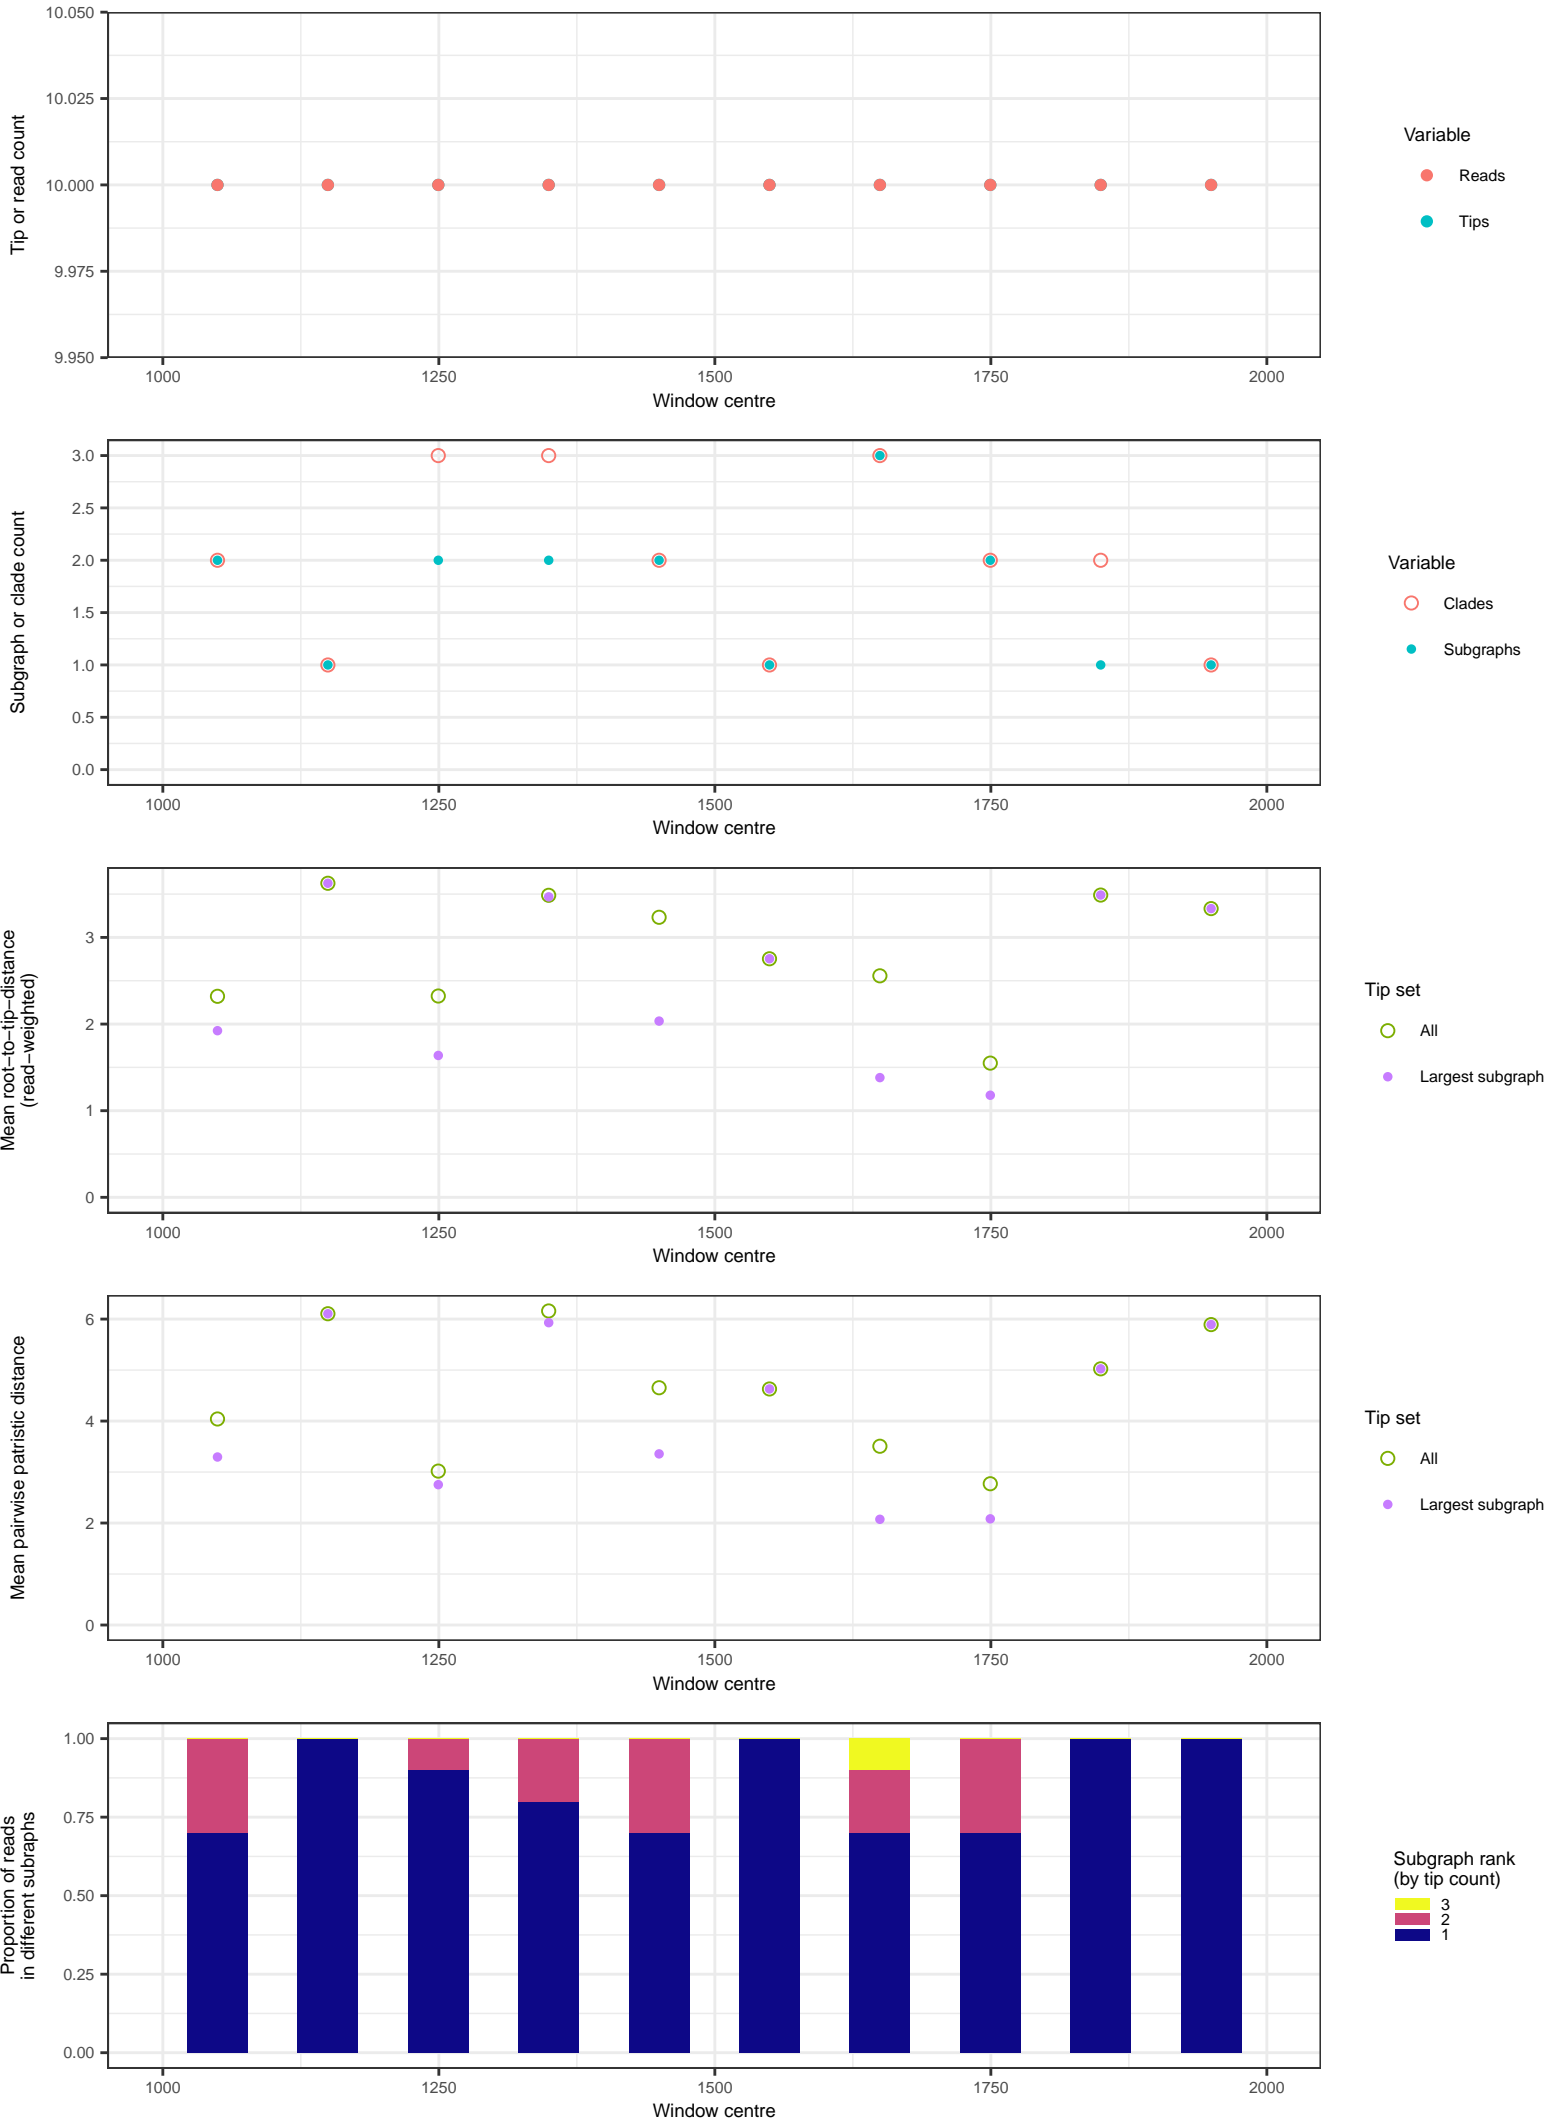 10.050
10.025
10.000
9.975
9.950
Tip or read count
1000 1250 1500 1750 2000
Window centre
Variable
Reads
Tips
3.0
2.5
2.0
1.5
1.0
0.5
0.0
Subgraph or clade count
1000 1250 1500 1750 2000
Window centre
Variable
Clades
Subgraphs
3
2
1
0
Mean root−to−tip−distance
(read−weighted)
1000 1250 1500 1750 2000
Window centre
Tip set
All
Largest subgraph
6
4
2
0
Mean pairwise patristic distance
1000 1250 1500 1750 2000
Window centre
Tip set
All
Largest subgraph
1.00
0.75
0.50
0.25
0.00
Proportion of reads
in different subraphs
1000 1250 1500 1750 2000
Window centre
Subgraph rank
(by tip count)
3
2
1